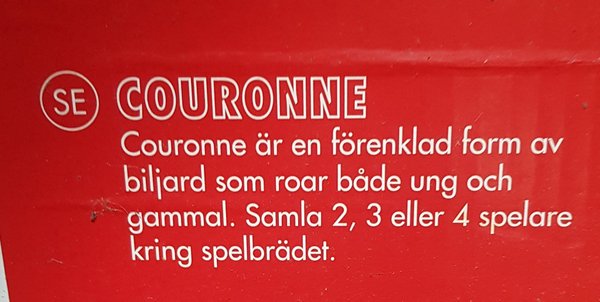 SE COURONNE
Couronne är en förenklad form av
biljard som roar både ung och
gammal. Samla 2, 3 eller 4 spelare
kring spelbrädet.